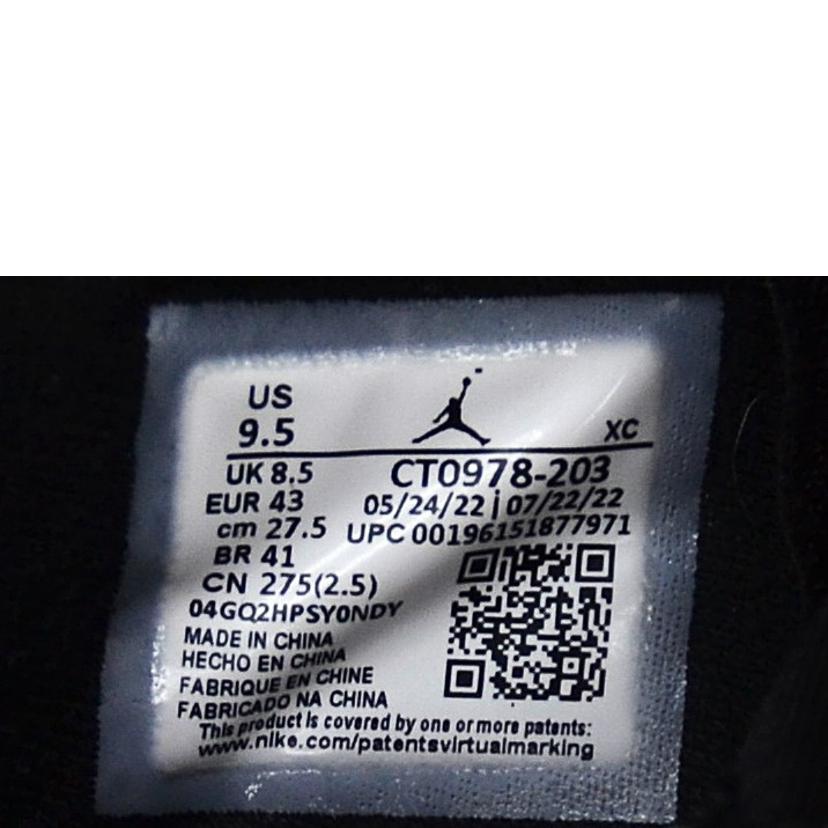 US
9.5
XC
UK 8.5
CT0978-203
EUR 43
05/24/22 | 07/22/22
cm 27.5
UPC 00196151877971
BR 41
CN 275(2.5)
04GQ2HPSY0NDY
MADE IN CHINA
HECHO EN CHINA
FABRIQUE EN CHINE
FABRICADO NA CHINA
This product is covered by one or more patents:
www.nike.com/patentsvirtualmarking